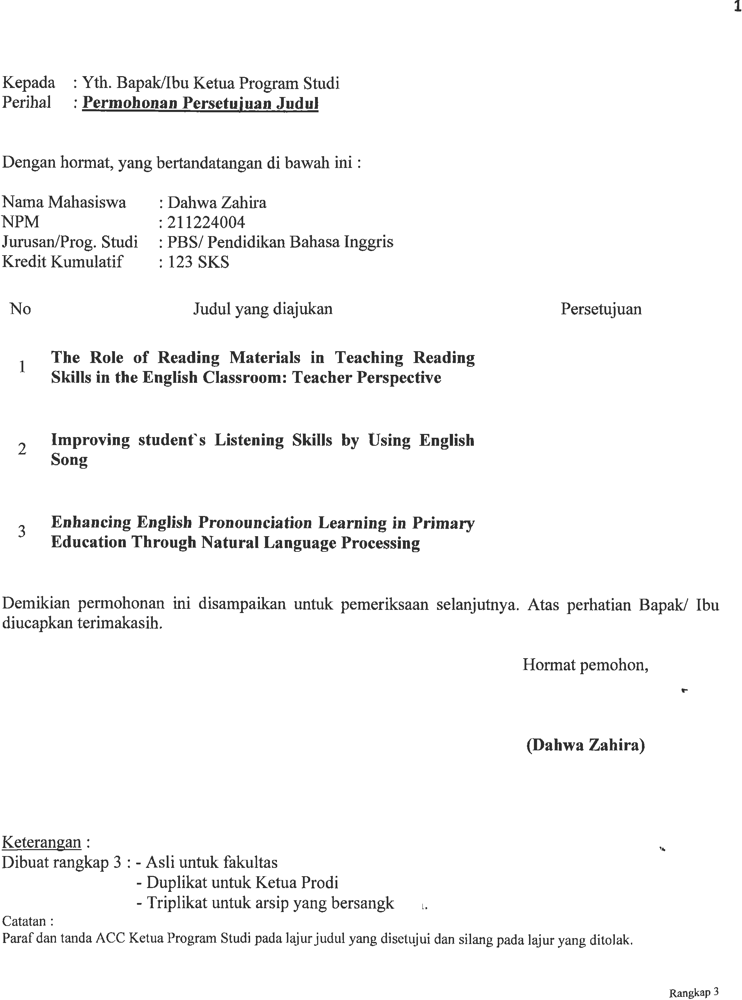 1
Kepada : Yth. Bapak/Ibu Ketua Program Studi
Perihal : Permohonan Persetujuan Judul
Dengan hormat, yang bertandatangan di bawah ini :
Nama Mahasiswa : Dahwa Zahira
NPM : 211224004
Jurusan/Prog. Studi : PBS/ Pendidikan Bahasa Inggris
Kredit Kumulatif : 123 SKS
No Judul yang diajukan Persetujuan
1 The Role of Reading Materials in Teaching Reading
Skills in the English Classroom: Teacher Perspective
2 Improving student`s Listening Skills by Using English
Song
3 Enhancing English Pronounciation Learning in Primary
Education Through Natural Language Processing
Demikian permohonan ini disampaikan untuk pemeriksaan selanjutnya. Atas perhatian Bapak/ Ibu
diucapkan terimakasih.
Hormat pemohon,
(Dahwa Zahira)
Keterangan :
Dibuat rangkap 3 : - Asli untuk fakultas
- Duplikat untuk Ketua Prodi
- Triplikat untuk arsip yang bersangk
Catatan :
Paraf dan tanda ACC Ketua Program Studi pada lajur judul yang disetujui dan silang pada lajur yang ditolak.
Rangkap 3